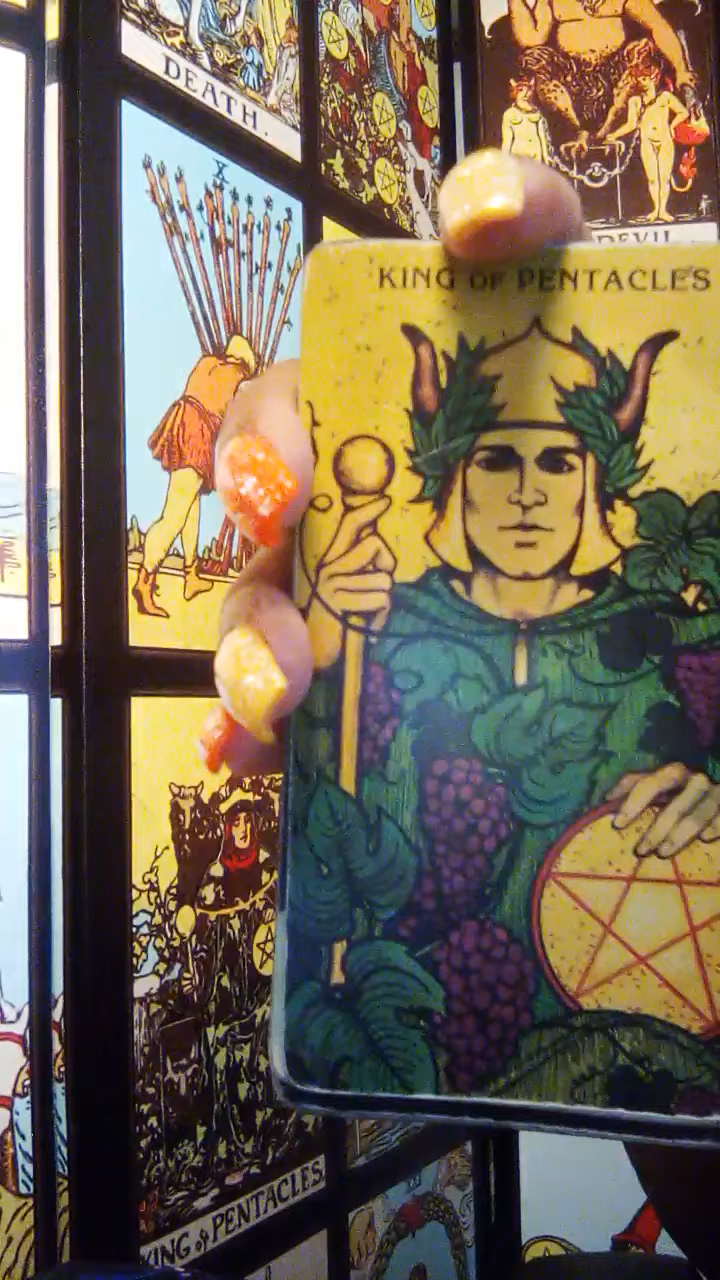 DEATH.
X
DEVIL
KING OF PENTACLES
KING of PENTACLES.